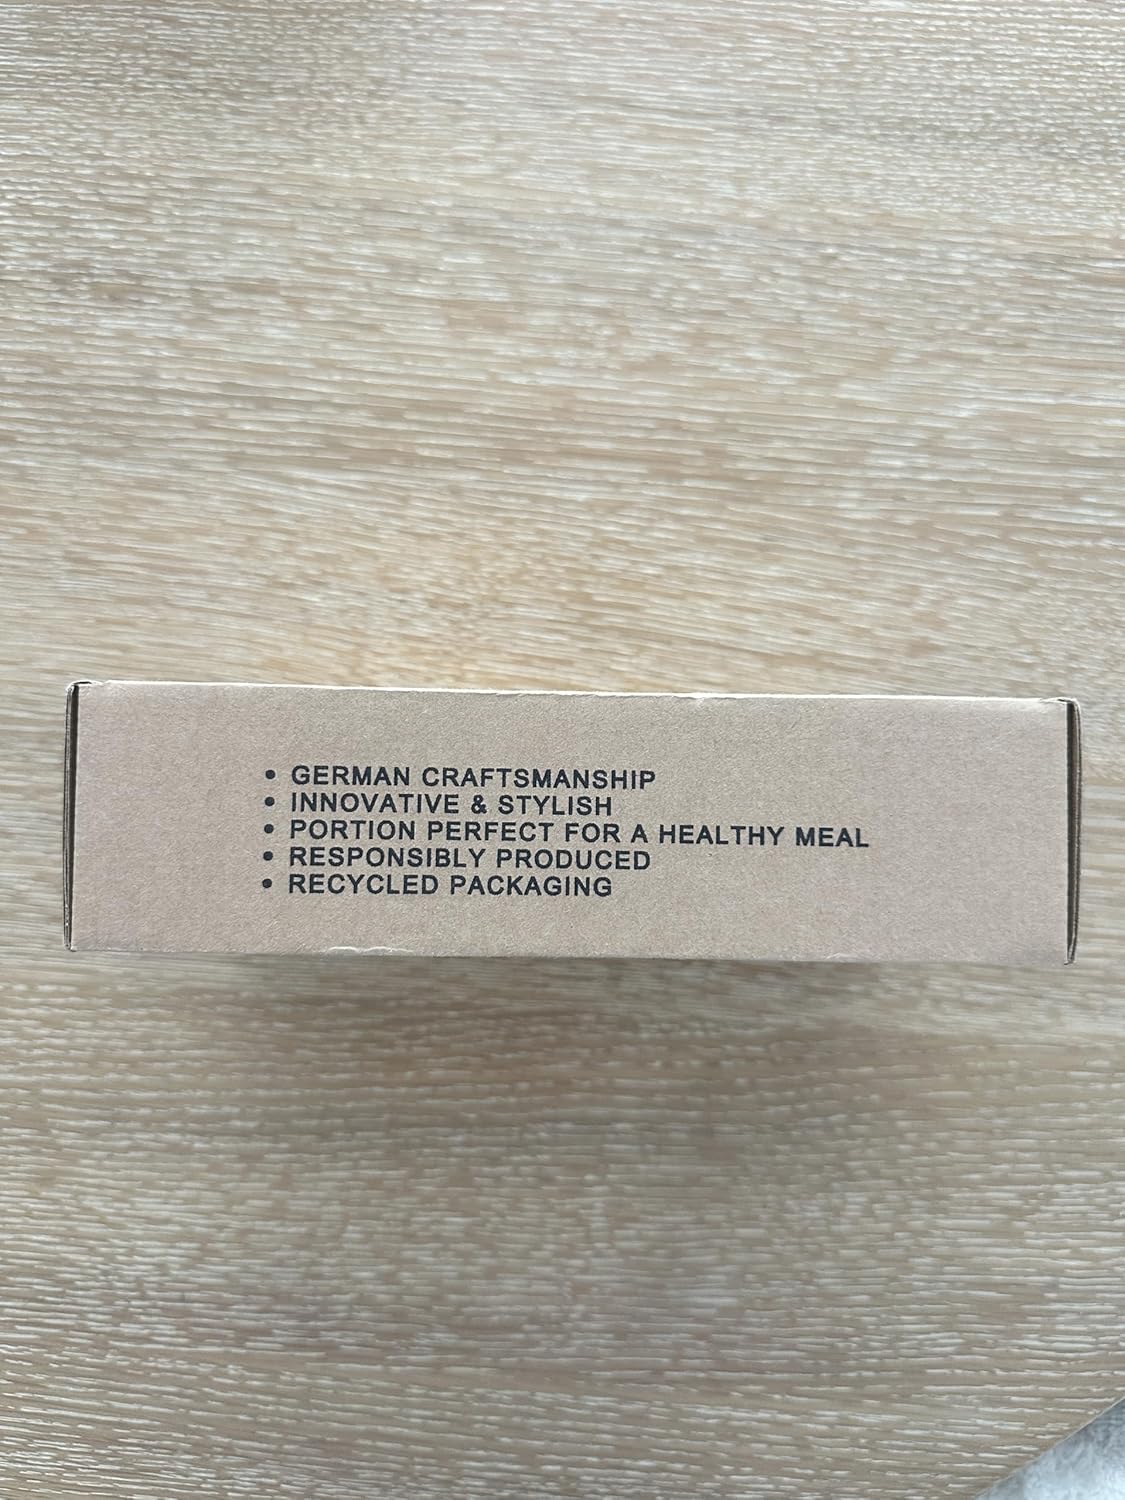 • GERMAN CRAFTSMANSHIP
• INNOVATIVE & STYLISH
• PORTION PERFECT FOR A HEALTHY MEAL
• RESPONSIBLY PRODUCED
• RECYCLED PACKAGING